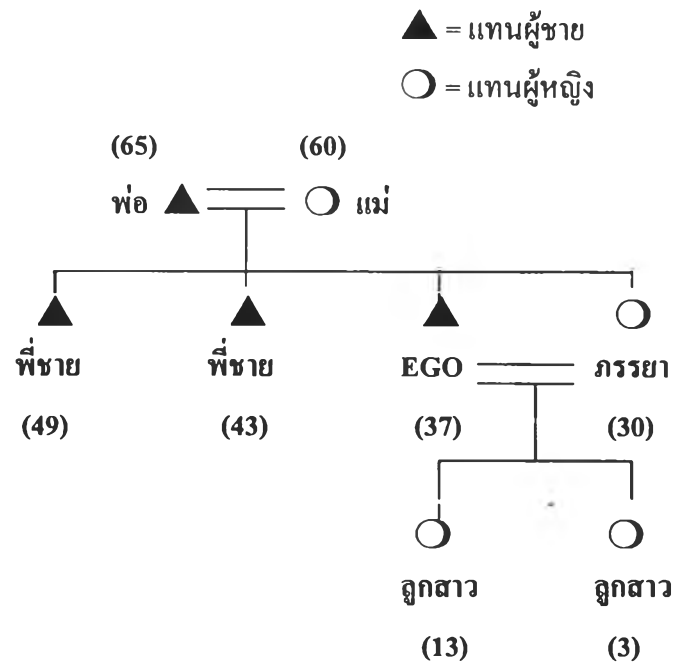 = แทนผู้ชาย
= แทนผู้หญิง
(65) (60)
พ่อ แม่
พี่ชาย พี่ชาย EGO ภรรยา
(49) (43) (37) (30)
ลูกสาว ลูกสาว
(13) (3)